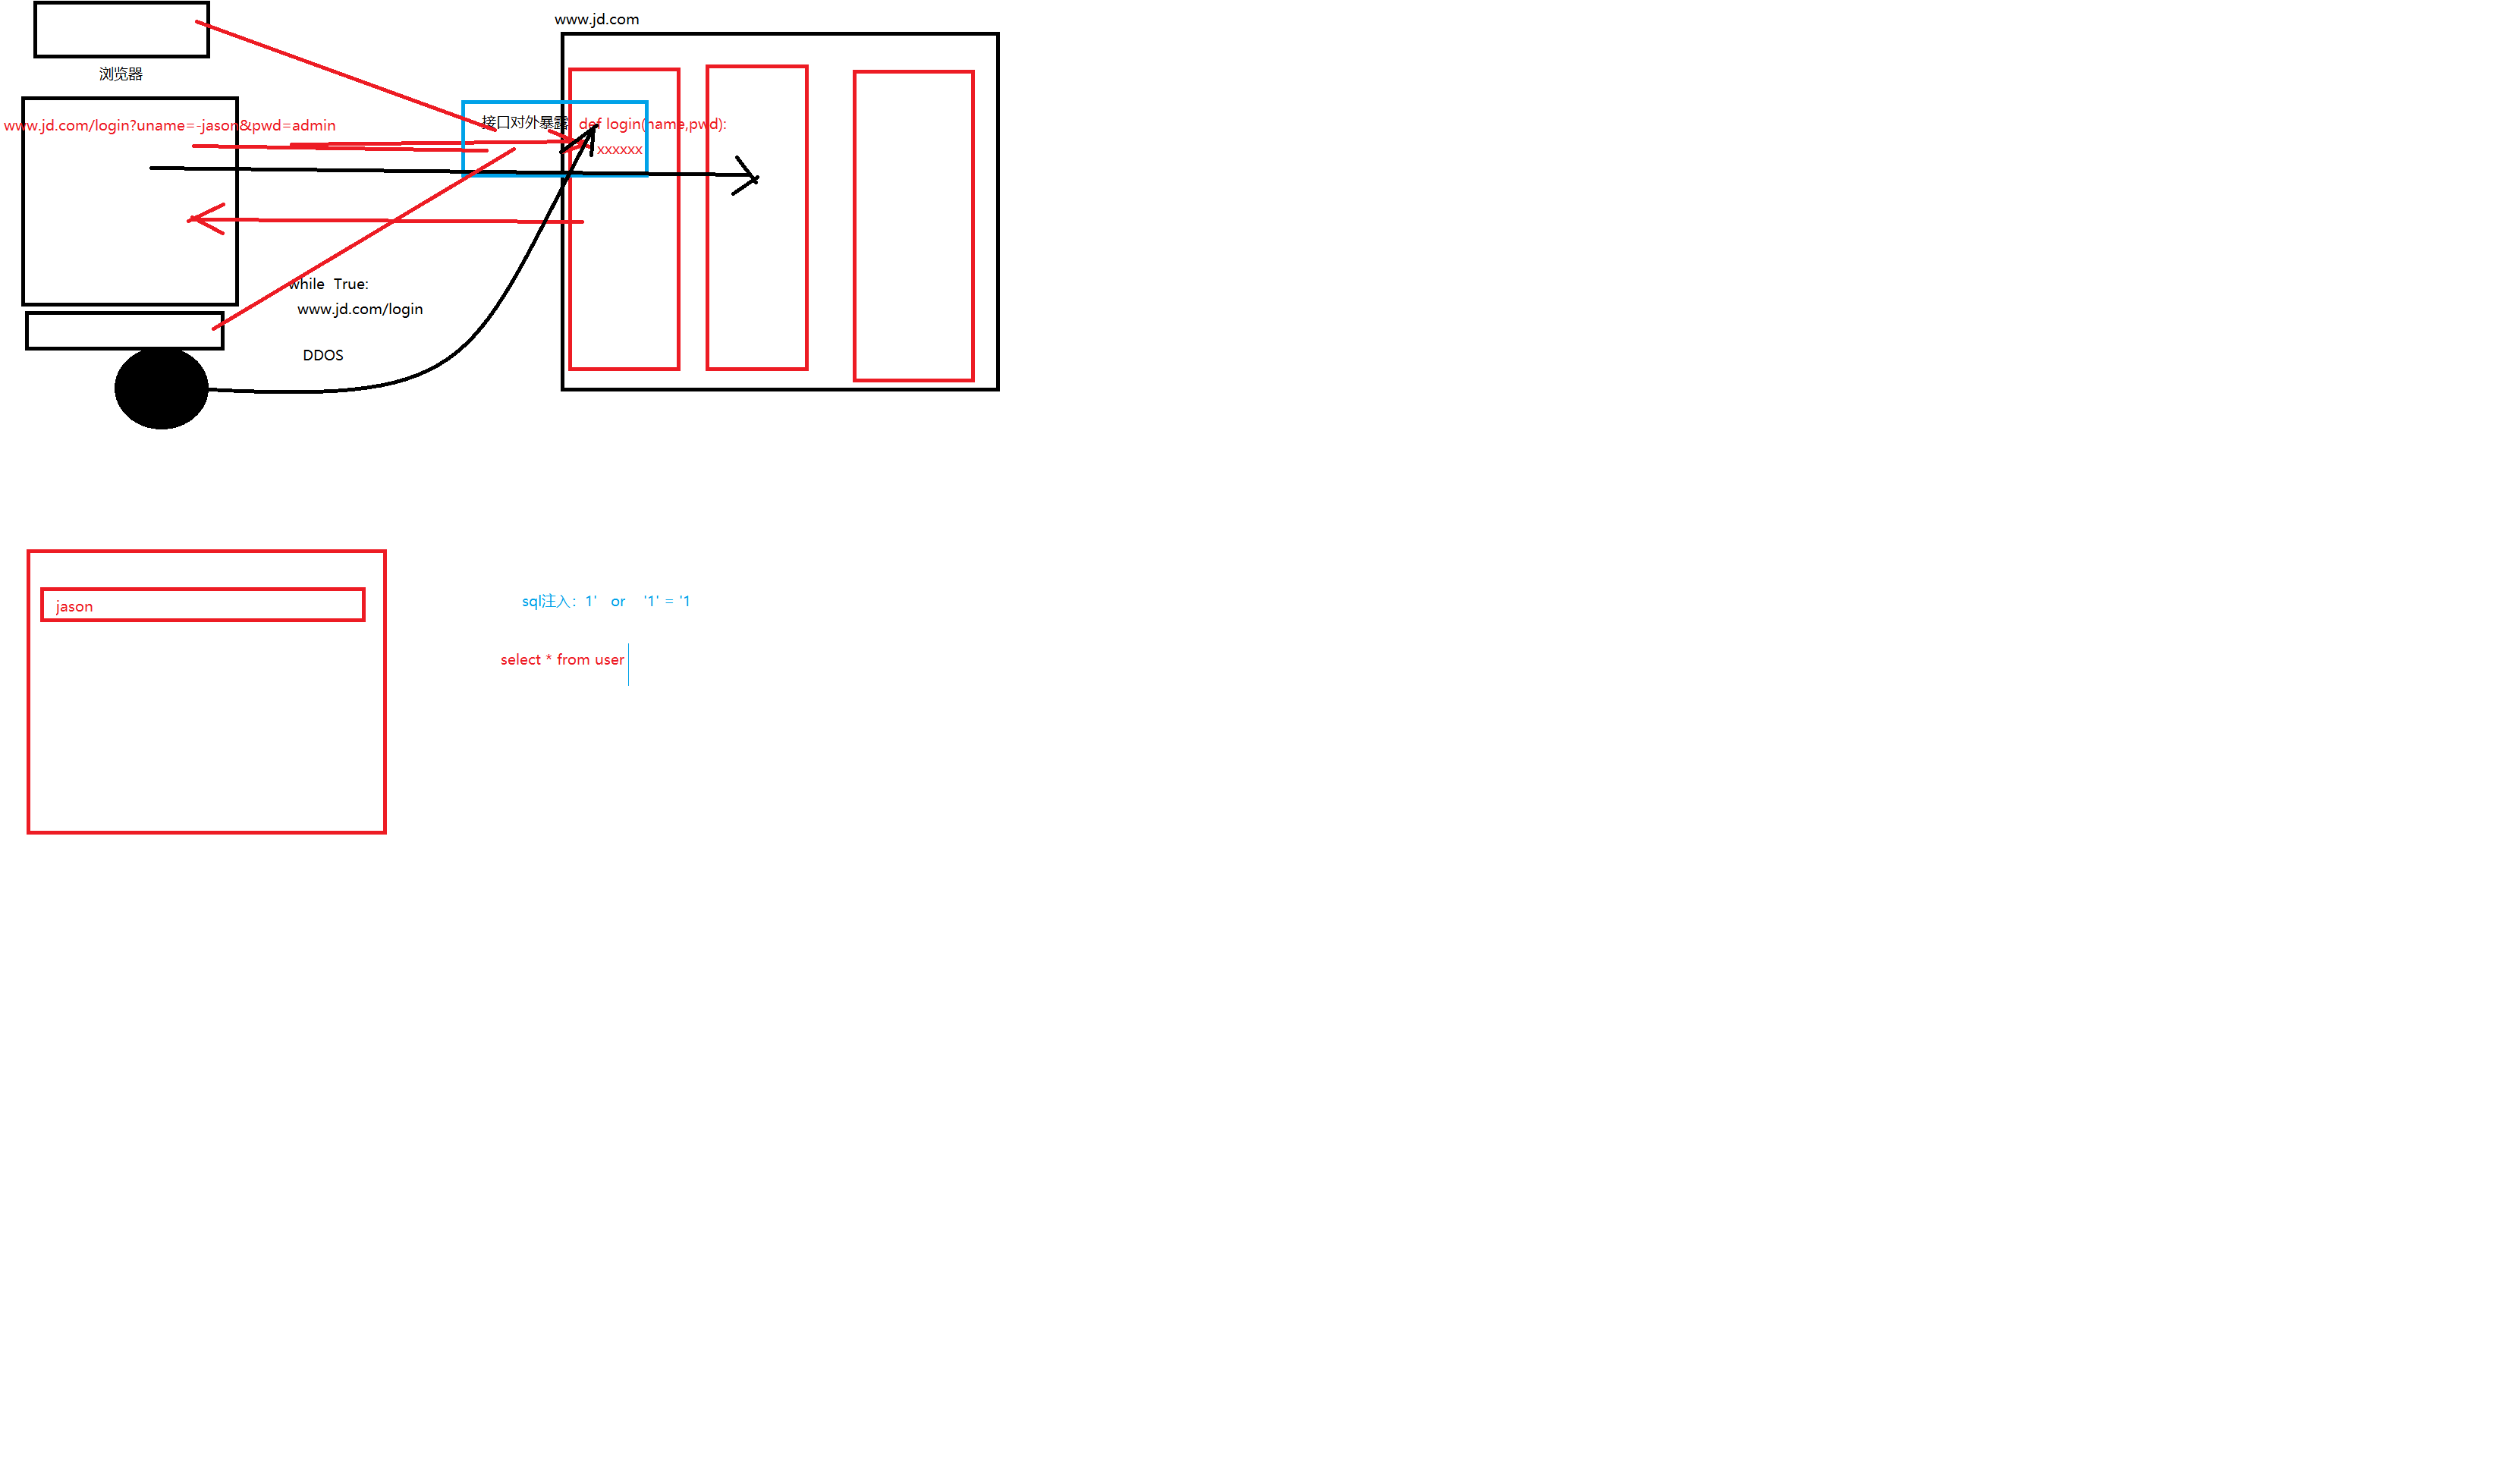 www.jd.com
浏览器
www.jd.com/login?uname=-jason&pwd=admin
接口对外暴露
def login(name,pwd):
xxxxxx
while  True:
www.jd.com/login
DDOS
jason
sql注入：1'   or    '1' = '1
select * from user